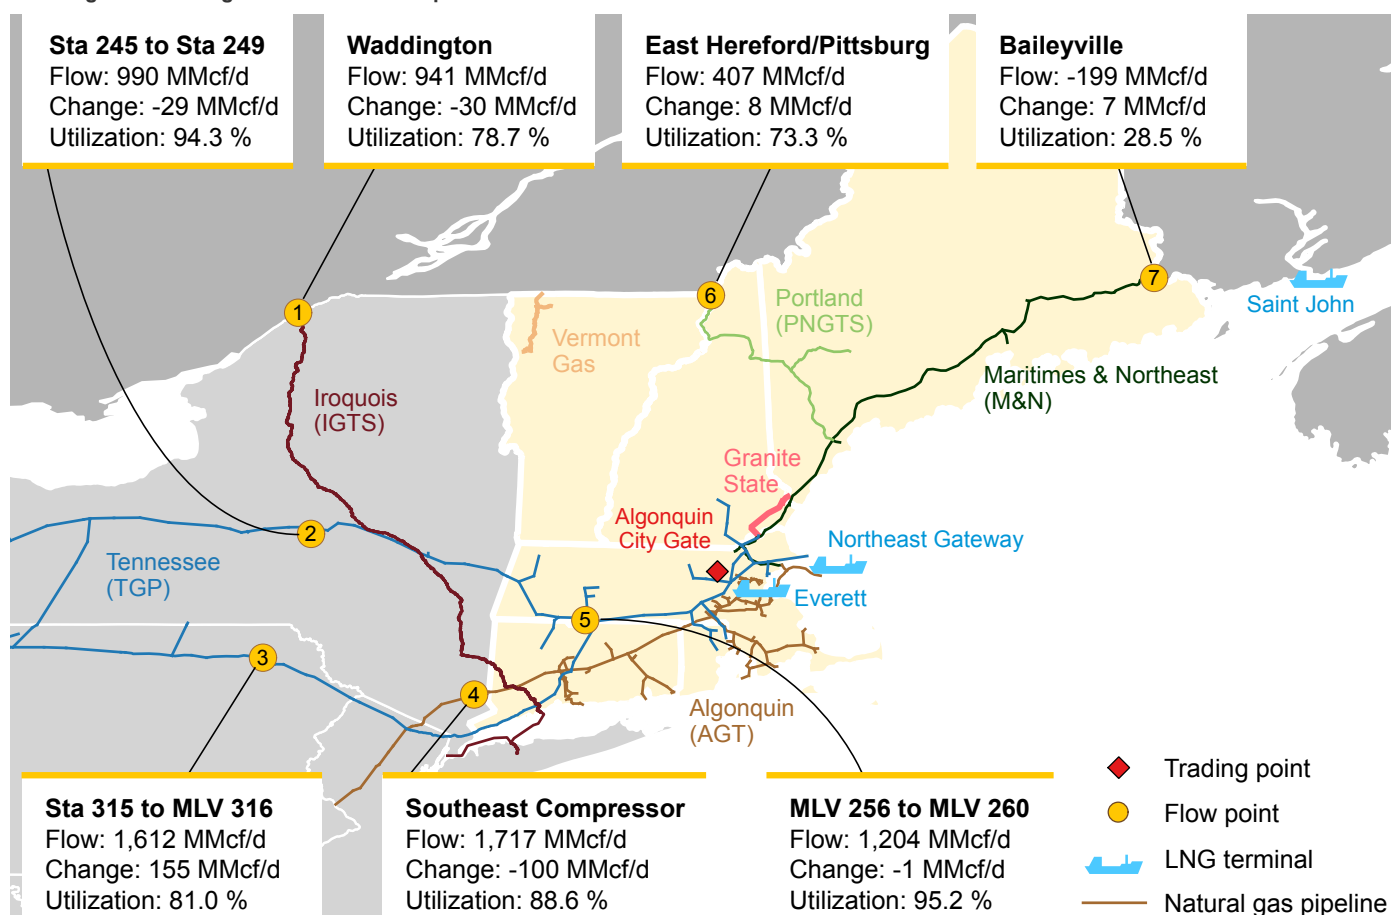 Sta 245 to Sta 249
Flow: 990 MMcf/d
Change: -29 MMcf/d
Utilization: 94.3 %
Waddington
Flow: 941 MMcf/d
Change: -30 MMcf/d
Utilization: 78.7 %
East Hereford/Pittsburg
Flow: 407 MMcf/d
Change: 8 MMcf/d
Utilization: 73.3 %
Baileyville
Flow: -199 MMcf/d
Change: 7 MMcf/d
Utilization: 28.5 %
1
6
7
Portland
(PNGTS)
Saint John
Vermont
Gas
Maritimes & Northeast
(M&N)
Iroquois
(IGTS)
Granite
State
Algonquin
City Gate
2
Northeast Gateway
Tennessee
(TGP)
Everett
5
3
4
Algonquin
(AGT)
Sta 315 to MLV 316
Flow: 1,612 MMcf/d
Change: 155 MMcf/d
Utilization: 81.0 %
Southeast Compressor
Flow: 1,717 MMcf/d
Change: -100 MMcf/d
Utilization: 88.6 %
MLV 256 to MLV 260
Flow: 1,204 MMcf/d
Change: -1 MMcf/d
Utilization: 95.2 %
Trading point
Flow point
LNG terminal
Natural gas pipeline